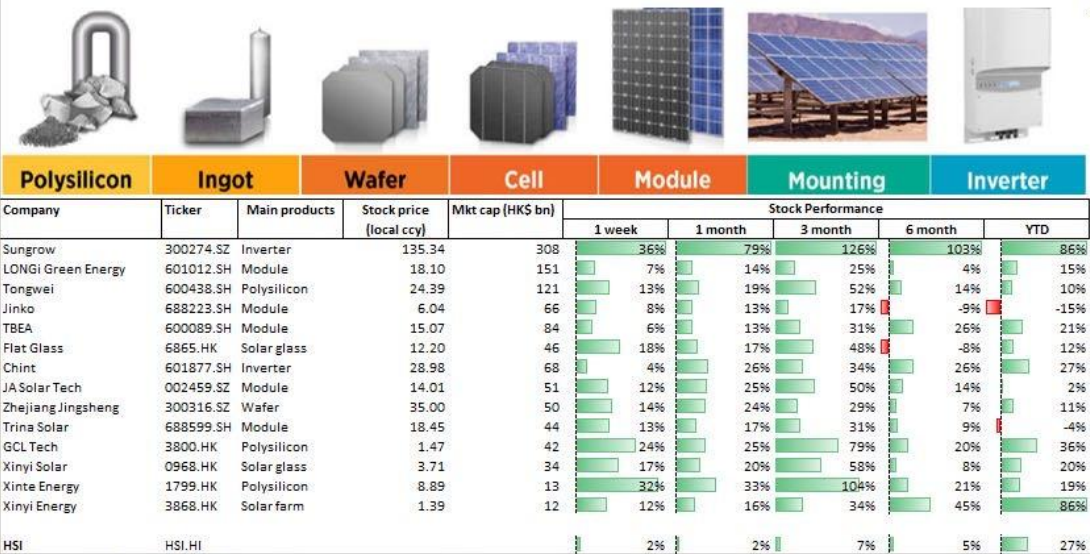 Polysilicon Ingot Wafer Cell Module Mounting Inverter
Company Ticker Main products Stock price Mkt cap (HK$ bn) Stock Performance
(local ccy) 1 week 1 month 3 month 6 month YTD
Sungrow 300274.SZ Inverter 135.34 308 36% 79% 126% 103% 86%
LONGi Green Energy 601012.SH Module 18.10 151 7% 14% 25% 4% 15%
Tongwei 600438.SH Polysilicon 24.39 121 13% 19% 52% 14% 10%
Jinko 688223.SH Module 6.04 66 8% 13% 17% -9% -15%
TBEA 600089.SH Module 15.07 84 6% 13% 31% 26% 21%
Flat Glass 6865.HK Solar glass 12.20 46 18% 17% 48% -8% 12%
Chint 601877.SH Inverter 28.98 68 4% 26% 34% 26% 27%
JA Solar Tech 002459.SZ Module 14.01 51 12% 25% 50% 14% 2%
Zhejiang Jingsheng 300316.SZ Wafer 35.00 50 14% 24% 29% 7% 11%
Trina Solar 688599.SH Module 18.45 44 13% 17% 31% 9% -4%
GCL Tech 3800.HK Polysilicon 1.47 42 24% 25% 79% 20% 36%
Xinyi Solar 0968.HK Solar glass 3.71 34 17% 20% 58% 8% 20%
Xinte Energy 1799.HK Polysilicon 8.89 13 32% 33% 104% 21% 19%
Xinyi Energy 3868.HK Solar farm 1.39 12 12% 16% 34% 45% 86%
HSI HSI.HI 2% 2% 7% 5% 27%